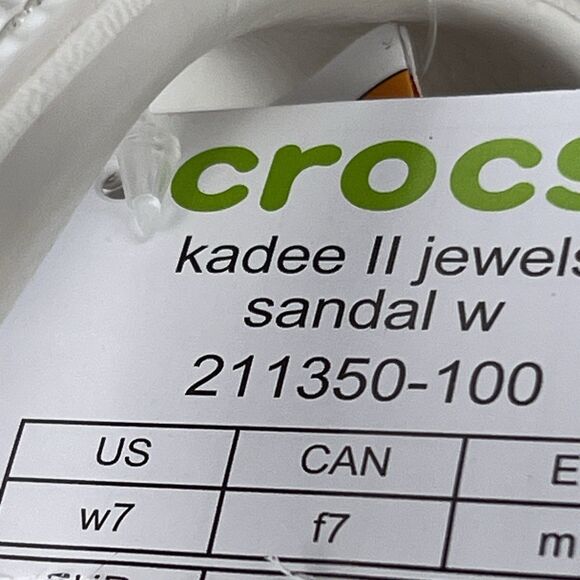 crocs
kadee II jewels
sandal w
211350-100
US CAN
w7 f7